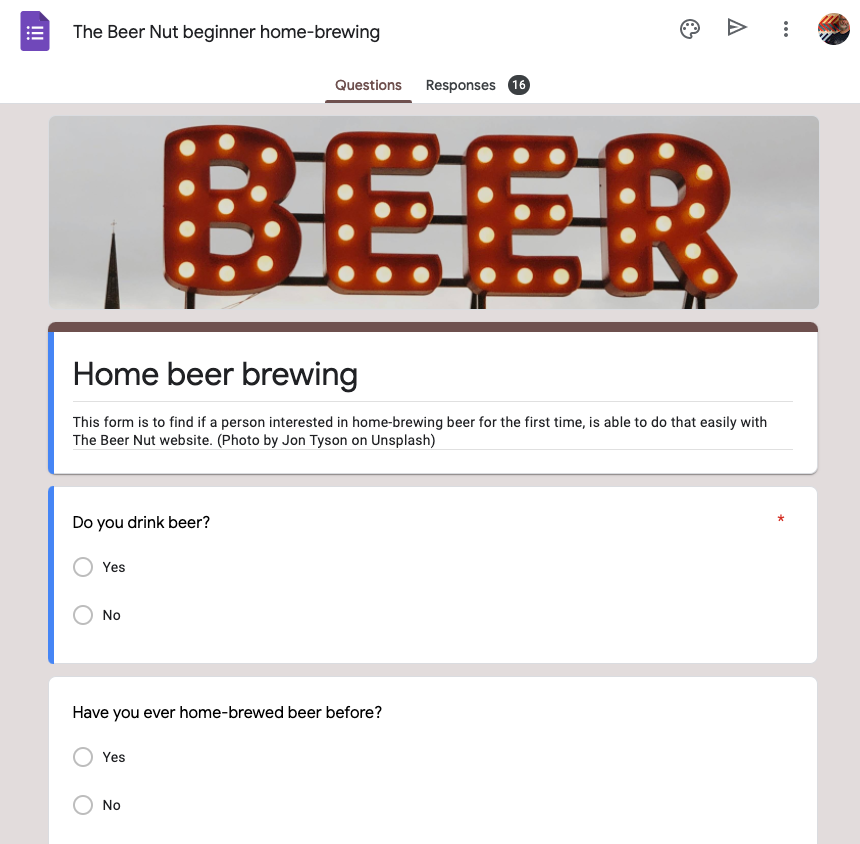 The Beer Nut beginner home-brewing
Questions
Responses
16
BEER
Home beer brewing
This form is to find if a person interested in home-brewing beer for the first time, is able to do that easily with
The Beer Nut website. (Photo by Jon Tyson on Unsplash)
Do you drink beer? *
Yes
No
Have you ever home-brewed beer before?
Yes
No